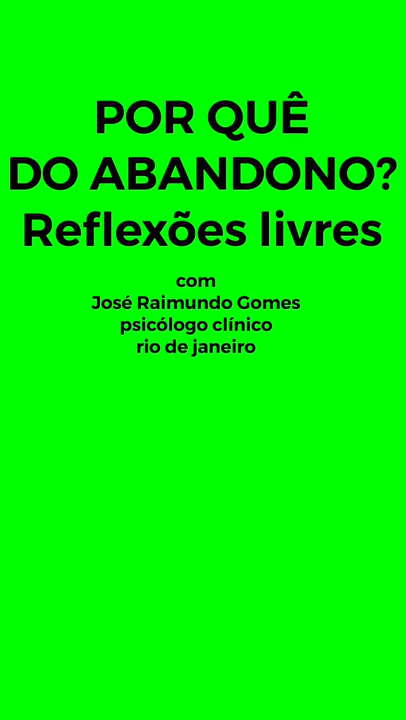 POR QUÊ
DO ABANDONO?
Reflexões livres
com
José Raimundo Gomes
psicólogo clínico
rio de janeiro